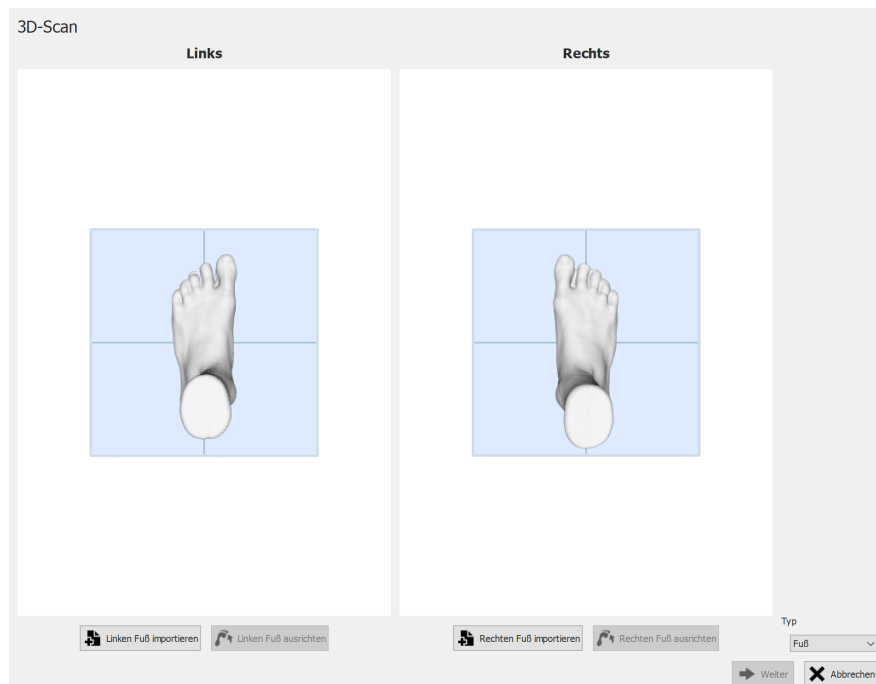 3D-Scan
Links
Rechts
Linken Fuß importieren
Linken Fuß ausrichten
Rechten Fuß importieren
Rechten Fuß ausrichten
Typ
Fuß
Weiter
Abbrechen